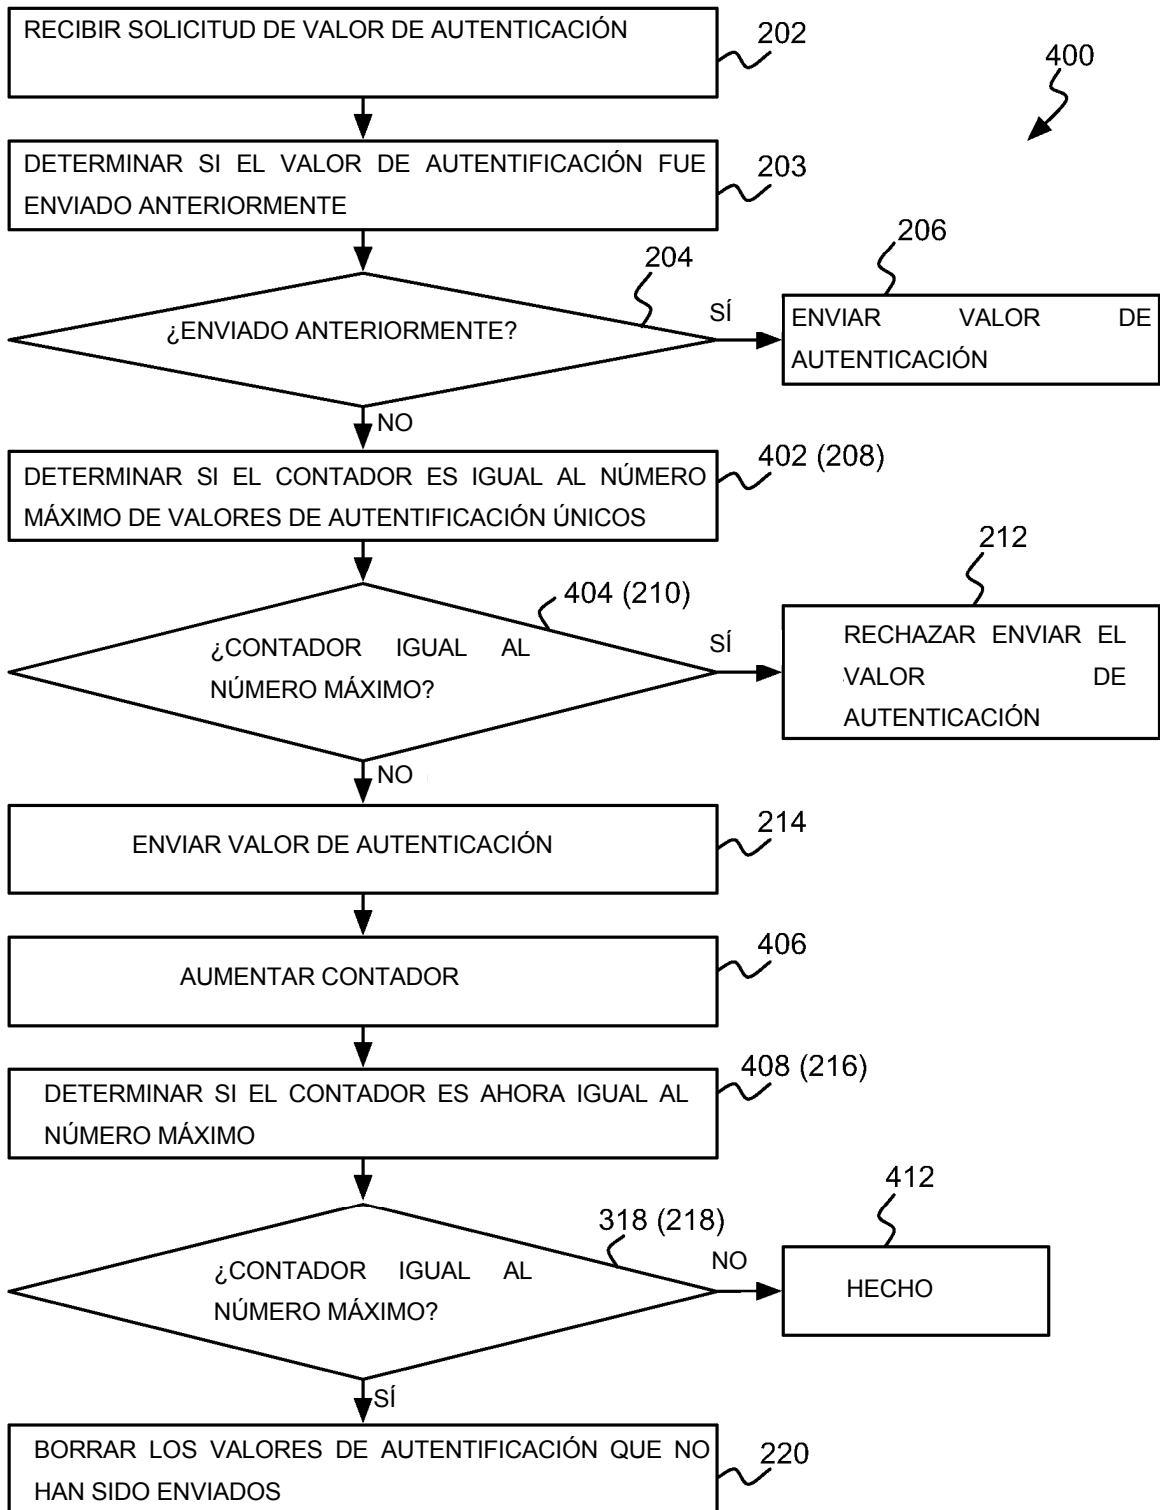 RECIBIR SOLICITUD DE VALOR DE AUTENTICACIÓN
202
400
DETERMINAR SI EL VALOR DE AUTENTIFICACIÓN FUE
ENVIADO ANTERIORMENTE
203
206
204
¿ENVIADO ANTERIORMENTE?
SÍ
ENVIAR VALOR DE
AUTENTICACIÓN
NO
DETERMINAR SI EL CONTADOR ES IGUAL AL NÚMERO
MÁXIMO DE VALORES DE AUTENTIFICACIÓN ÚNICOS
402 (208)
212
404 (210)
¿CONTADOR IGUAL AL
NÚMERO MÁXIMO?
SÍ
RECHAZAR ENVIAR EL
VALOR DE
AUTENTICACIÓN
NO
ENVIAR VALOR DE AUTENTICACIÓN
214
AUMENTAR CONTADOR
406
DETERMINAR SI EL CONTADOR ES AHORA IGUAL AL
NÚMERO MÁXIMO
408 (216)
412
318 (218)
¿CONTADOR IGUAL AL
NÚMERO MÁXIMO?
NO
HECHO
SÍ
BORRAR LOS VALORES DE AUTENTIFICACIÓN QUE NO
HAN SIDO ENVIADOS
220